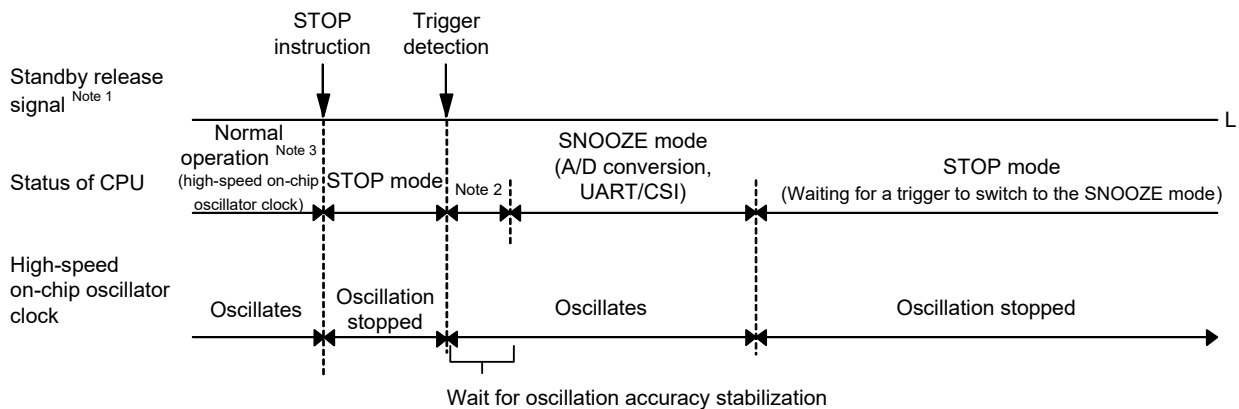 STOP
instruction
Trigger
detection
Standby release
signal Note 1
L
Status of CPU
Normal
operation Note 3
(high-speed on-chip
oscillator clock)
STOP mode
Note 2
SNOOZE mode
(A/D conversion,
UART/CSI)
STOP mode
(Waiting for a trigger to switch to the SNOOZE mode)
High-speed
on-chip oscillator
clock
Oscillates
Oscillation
stopped
Oscillates
Oscillation stopped
Wait for oscillation accuracy stabilization